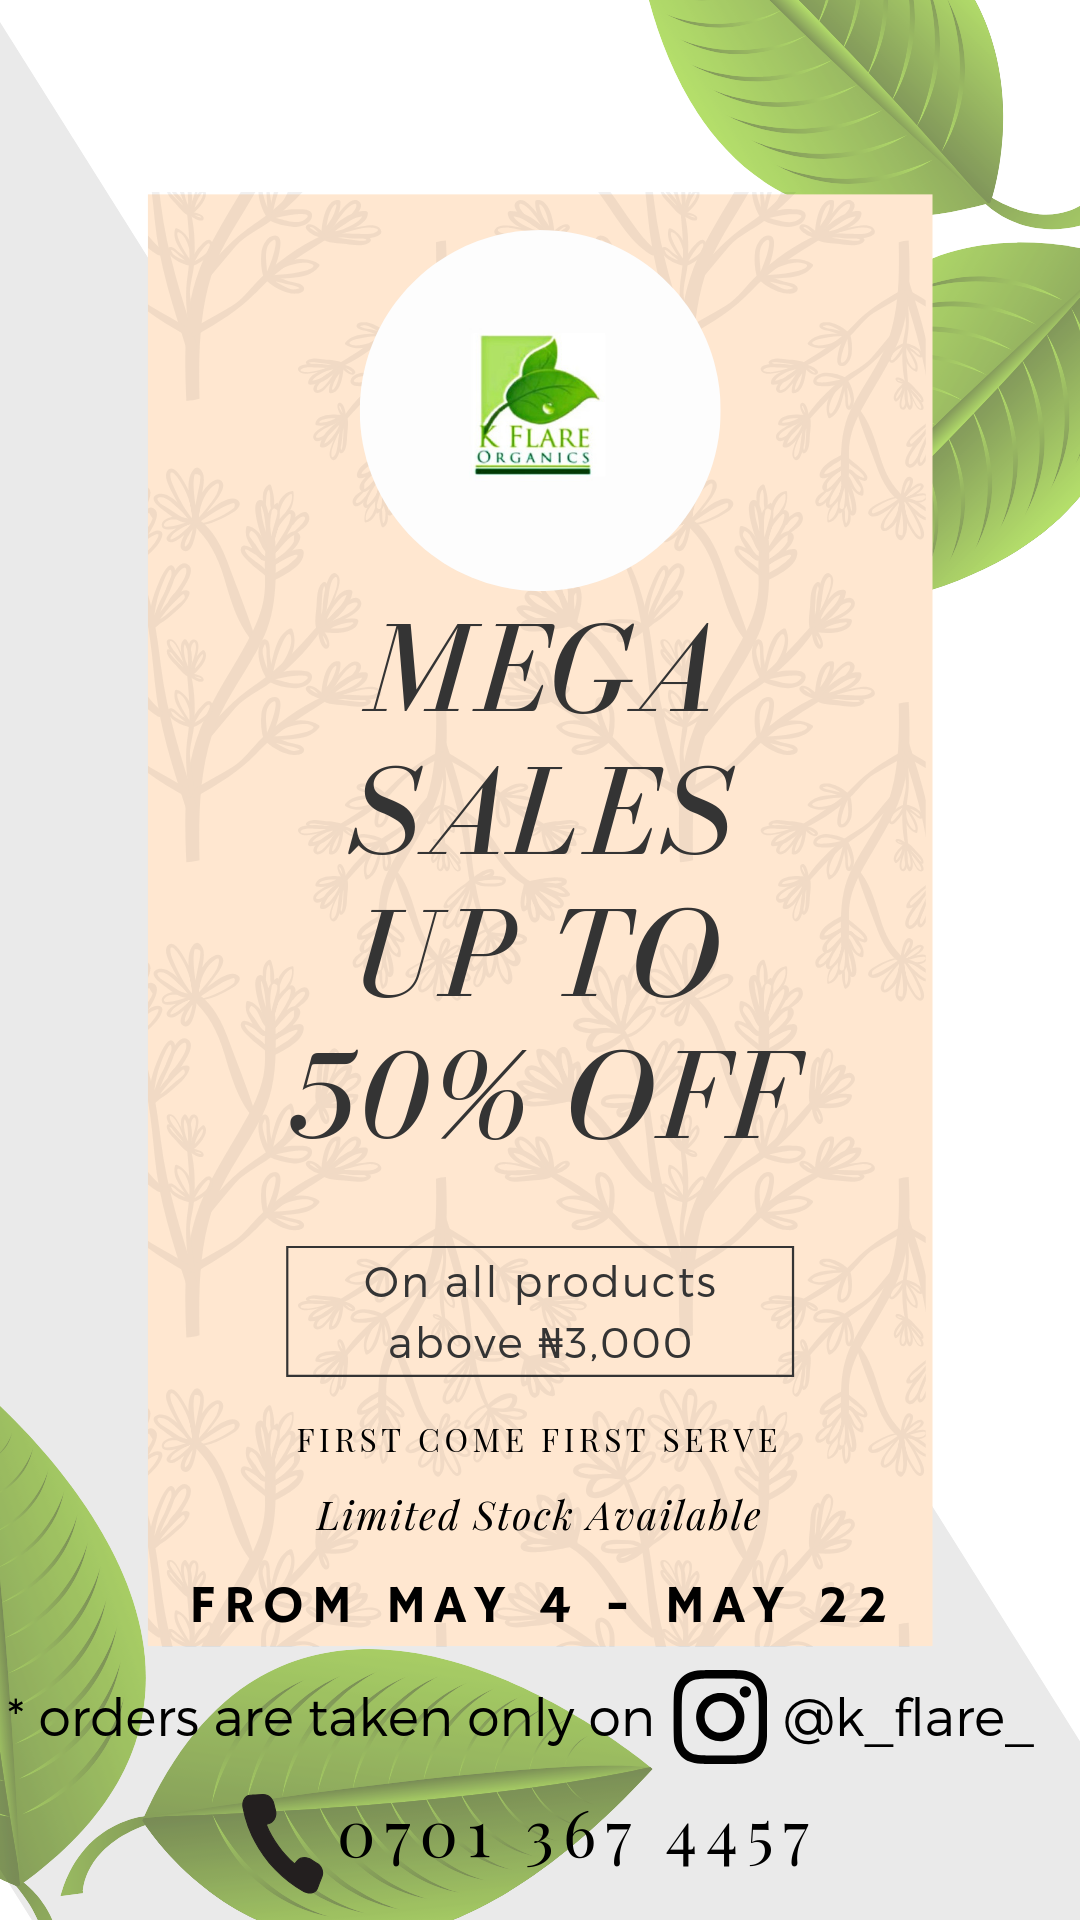 K FLARE
ORGANICS
MEGA
SALES
UP TO
50% OFF
On all products
above ₦3,000
FIRST COME FIRST SERVE
Limited Stock Available
FROM MAY 4 - MAY 22
* orders are taken only on @k_flare_
0701 367 4457